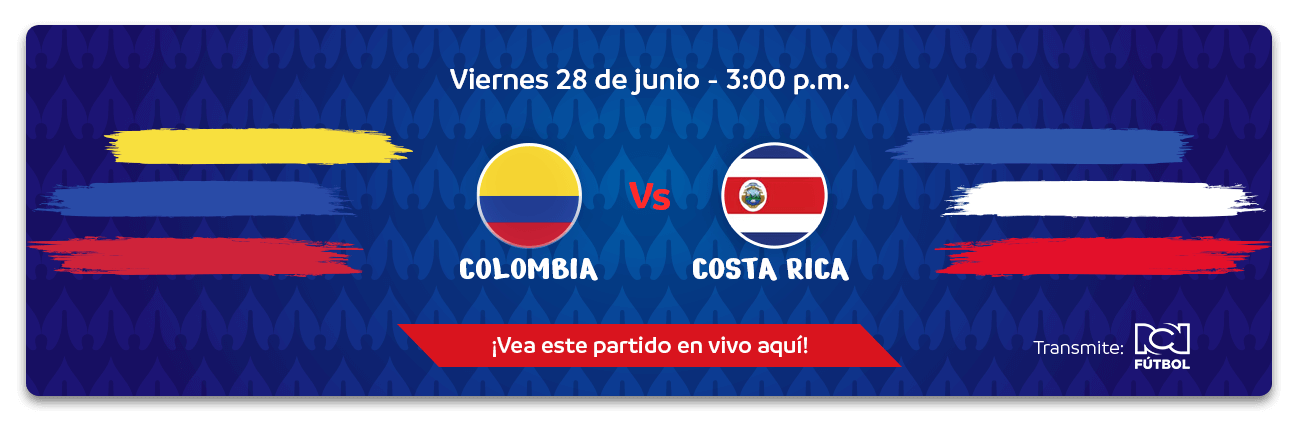 Viernes 28 de junio - 3:00 p.m.
Vs
COLOMBIA
COSTA RICA
¡Vea este partido en vivo aquí!
Transmite: RCN
FÚTBOL